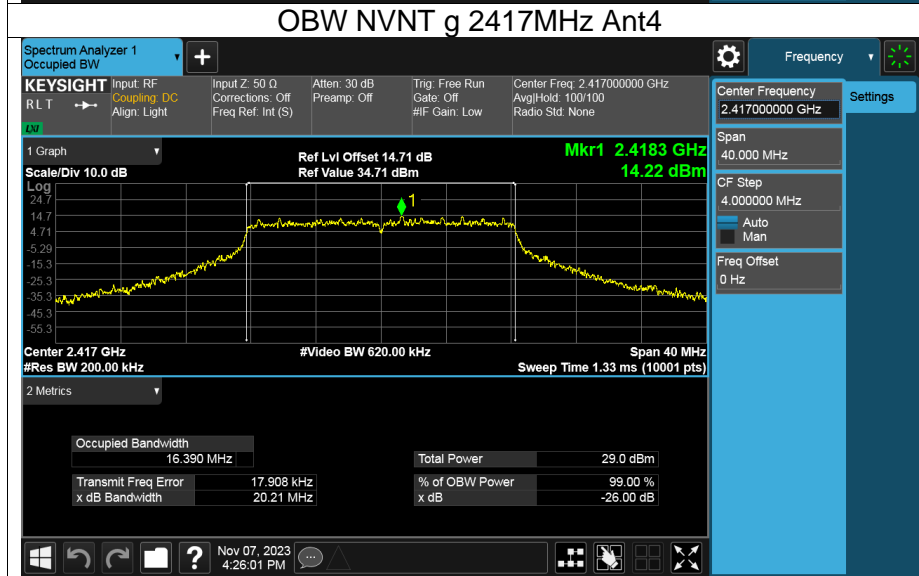 OBW NVNT g 2417MHz Ant4
Spectrum Analyzer 1
Occupied BW
+
Frequency
KEYSIGHT
R L T
LXI
Input: RF
Coupling: DC
Align: Light
Input Z: 50 Ω
Corrections: Off
Freq Ref: Int (S)
Atten: 30 dB
Preamp: Off
Trig: Free Run
Gate: Off
#IF Gain: Low
Center Freq: 2.417000000 GHz
Avg|Hold: 100/100
Radio Std: None
Center Frequency
2.417000000 GHz
Settings
Span
40.000 MHz
CF Step
4.000000 MHz
Auto
Man
Freq Offset
0 Hz
1 Graph
Scale/Div 10.0 dB
Ref Lvl Offset 14.71 dB
Ref Value 34.71 dBm
Mkr1 2.4183 GHz
14.22 dBm
Log
24.7
14.7
4.71
-5.29
-15.3
-25.3
-35.3
-45.3
-55.3
1
Center 2.417 GHz
#Res BW 200.00 kHz
#Video BW 620.00 kHz
Span 40 MHz
Sweep Time 1.33 ms (10001 pts)
2 Metrics
Occupied Bandwidth
16.390 MHz
Transmit Freq Error 17.908 kHz
x dB Bandwidth 20.21 MHz
Total Power 29.0 dBm
% of OBW Power 99.00 %
x dB -26.00 dB
?
Nov 07, 2023
4:26:01 PM